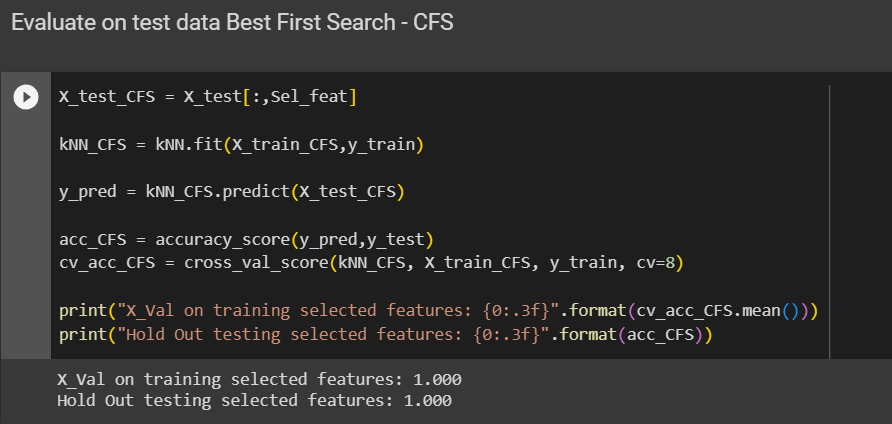 Evaluate on test data Best First Search - CFS
X_test_CFS = X_test[:,Sel_feat]
kNN_CFS = kNN.fit(X_train_CFS,y_train)
y_pred = kNN_CFS.predict(X_test_CFS)
acc_CFS = accuracy_score(y_pred,y_test)
cv_acc_CFS = cross_val_score(kNN_CFS, X_train_CFS, y_train, cv=8)
print("X_Val on training selected features: {0:.3f}".format(cv_acc_CFS.mean()))
print("Hold Out testing selected features: {0:.3f}".format(acc_CFS))
X_Val on training selected features: 1.000
Hold Out testing selected features: 1.000